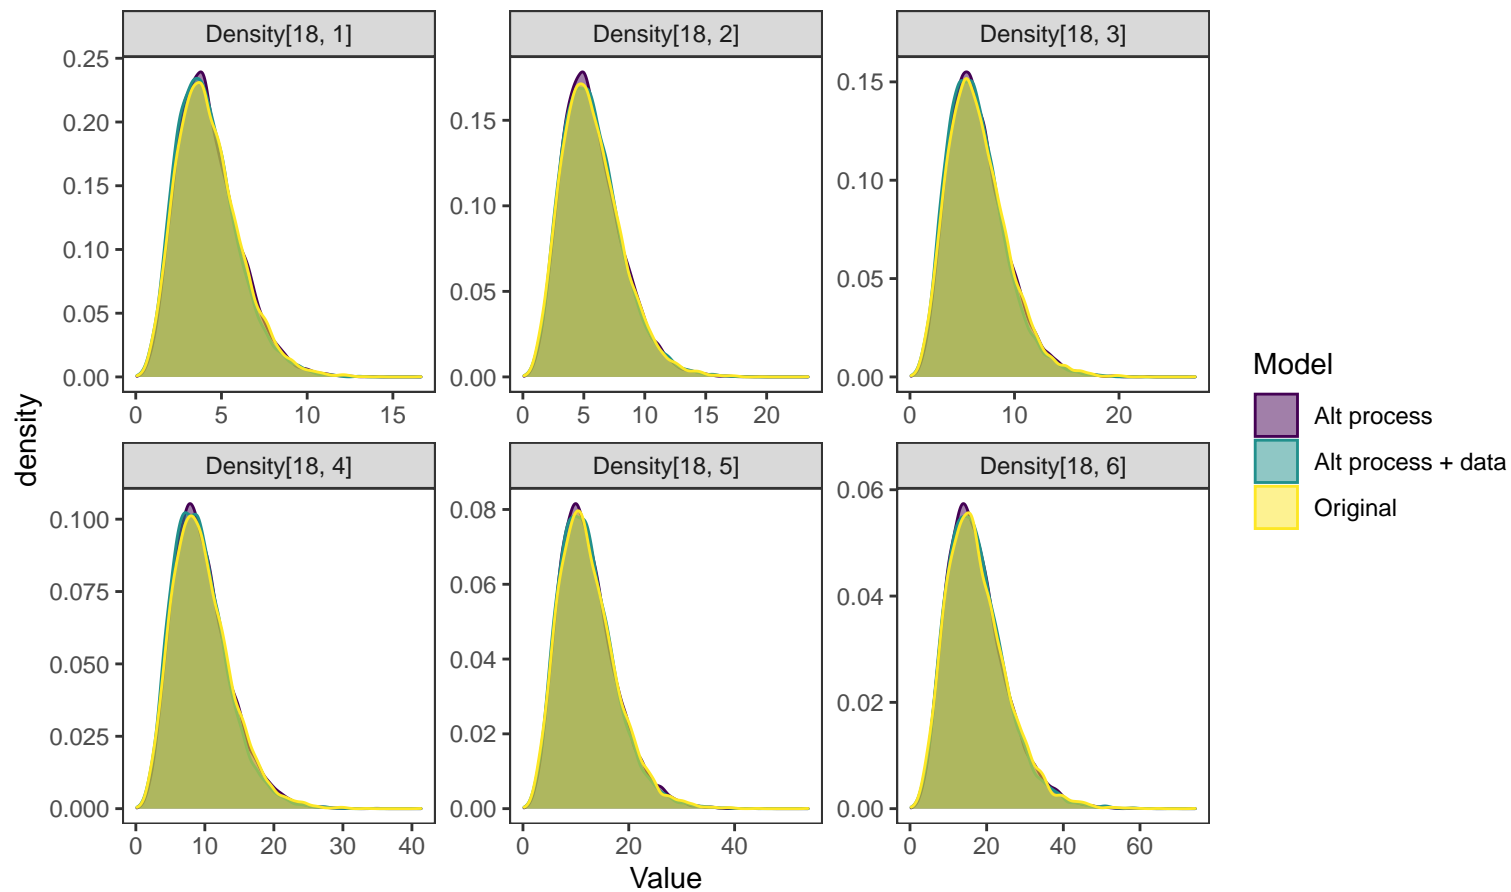 Density[18, 1]
Density[18, 2]
Density[18, 3]
0.25
0.20
0.15
0.10
0.05
0.00
0.15
0.10
0.05
0.00
0.15
0.10
0.05
0.00
0 5 10 15
0 5 10 15 20
0 10 20
Density[18, 4]
Density[18, 5]
Density[18, 6]
0.100
0.075
0.050
0.025
0.000
0.08
0.06
0.04
0.02
0.00
0.06
0.04
0.02
0.00
0 10 20 30 40
0 20 40
0 20 40 60
density
Value
Model
Alt process
Alt process + data
Original